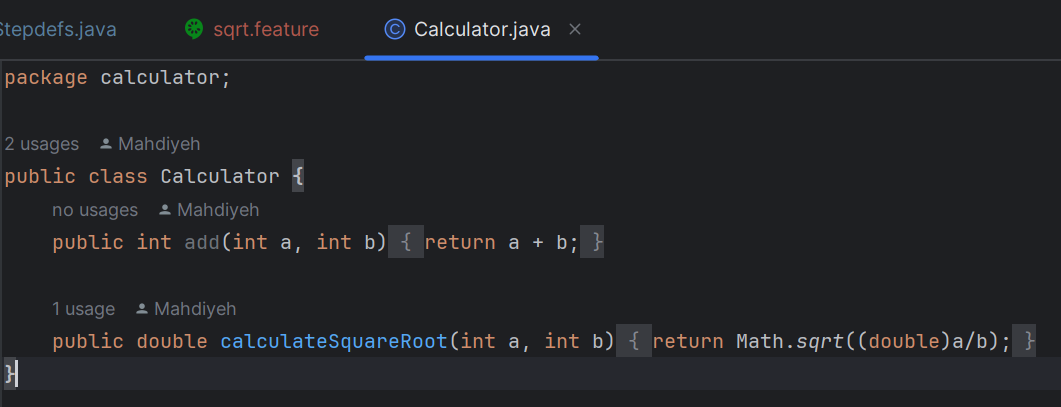 Stepdefs.java sqrt.feature Calculator.java
package calculator;
2 usages Mahdiyeh
public class Calculator {
no usages Mahdiyeh
public int add(int a, int b) { return a + b; }
1 usage Mahdiyeh
public double calculateSquareRoot(int a, int b) { return Math.sqrt((double)a/b); }
}